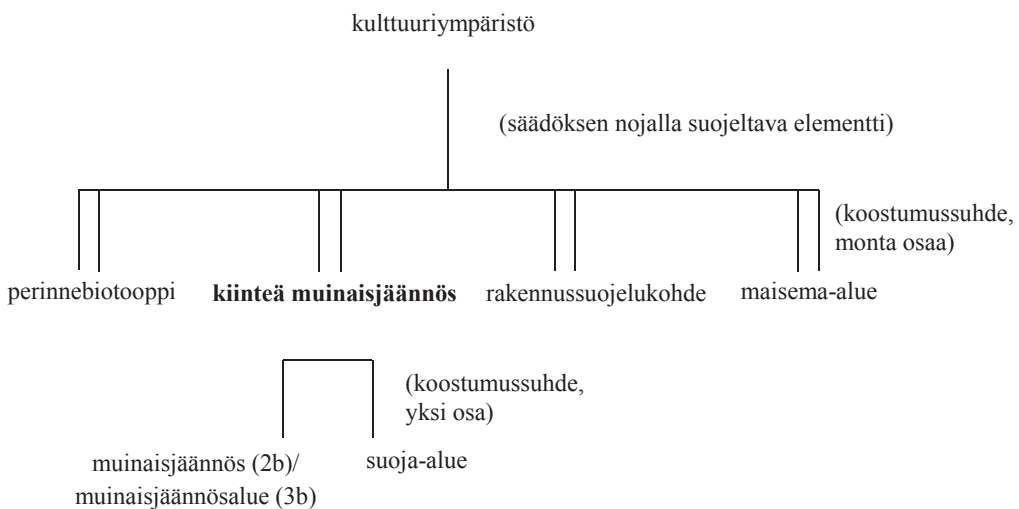 kulttuuriympäristö
(säädöksen nojalla suojeltava elementti)
(koostumussuhde,
monta osaa)
perinnebiotooppi
kiinteä muinaisjäännös
rakennussuojelukohde
maisema-alue
(koostumussuhde,
yksi osa)
muinaisjäännös (2b)/
muinaisjäännösalue (3b)
suoja-alue